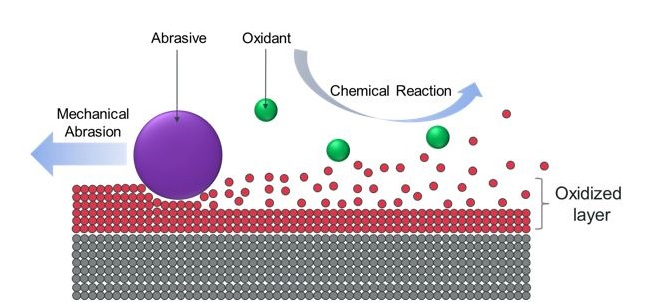 Abrasive
Oxidant
Chemical Reaction
Mechanical
Abrasion
Oxidized
layer